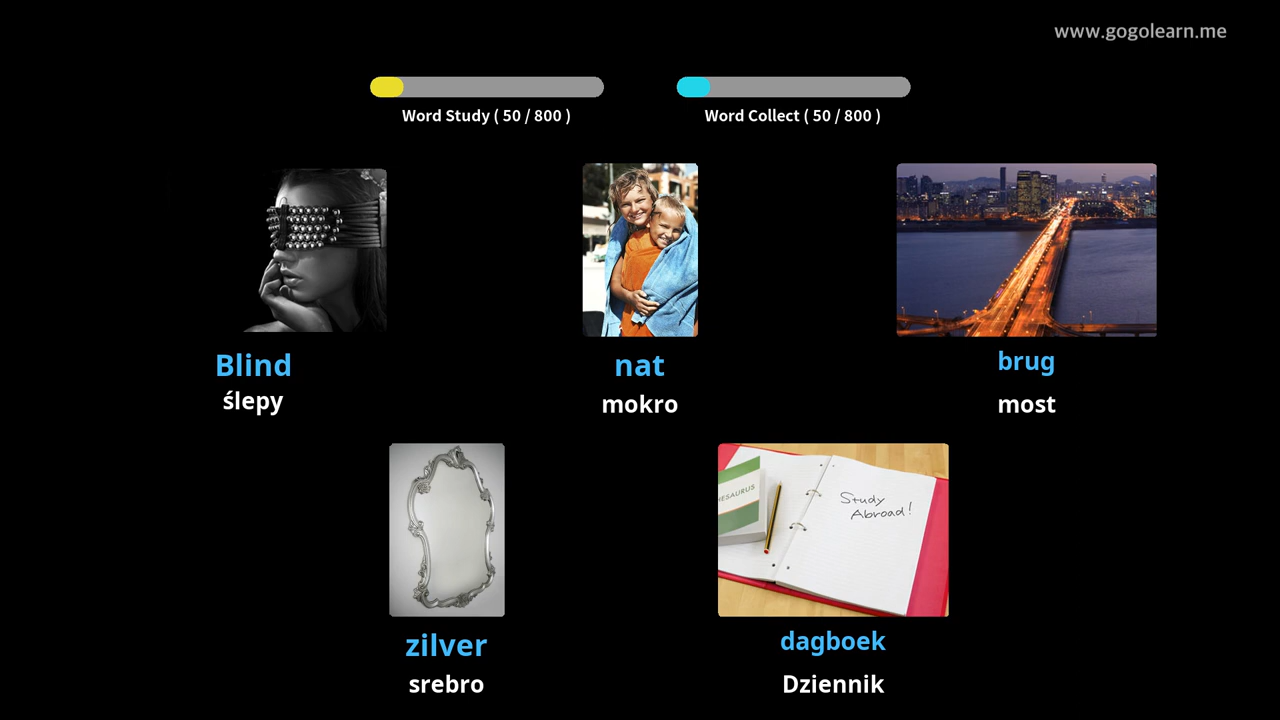 www.gogolearn.me
Word Study ( 50 / 800 )
Word Collect ( 50 / 800 )
Blind
ślepy
nat
mokro
brug
most
zilver
srebro
HESAURUS
Study
Abroad!
dagboek
Dziennik